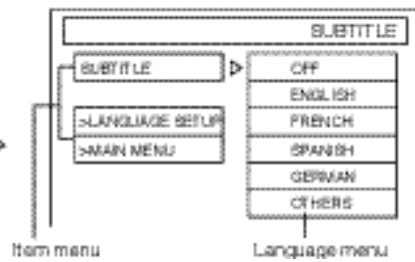 SUBTITLE
SUBTITLE
OFF
ENGLISH
>LANGUAGE SETUP
FRENCH
>MAIN MENU
SPANISH
GERMAN
OTHERS
Item menu
Language menu